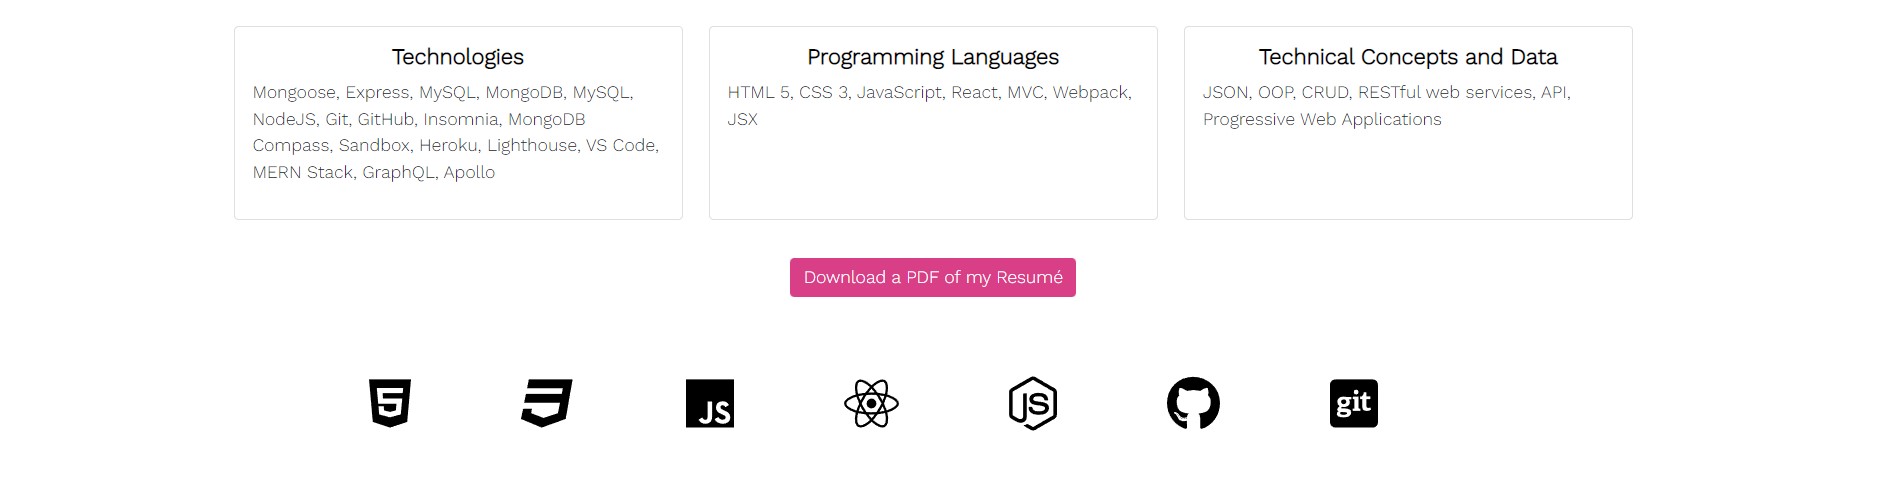 Technologies
Mongoose, Express, MySQL, MongoDB, MySQL,
NodeJS, Git, GitHub, Insomnia, MongoDB
Compass, Sandbox, Heroku, Lighthouse, VS Code,
MERN Stack, GraphQL, Apollo
Programming Languages
HTML 5, CSS 3, JavaScript, React, MVC, Webpack,
JSX
Technical Concepts and Data
JSON, OOP, CRUD, RESTful web services, API,
Progressive Web Applications
Download a PDF of my Resumé
5
3
JS
JS
git